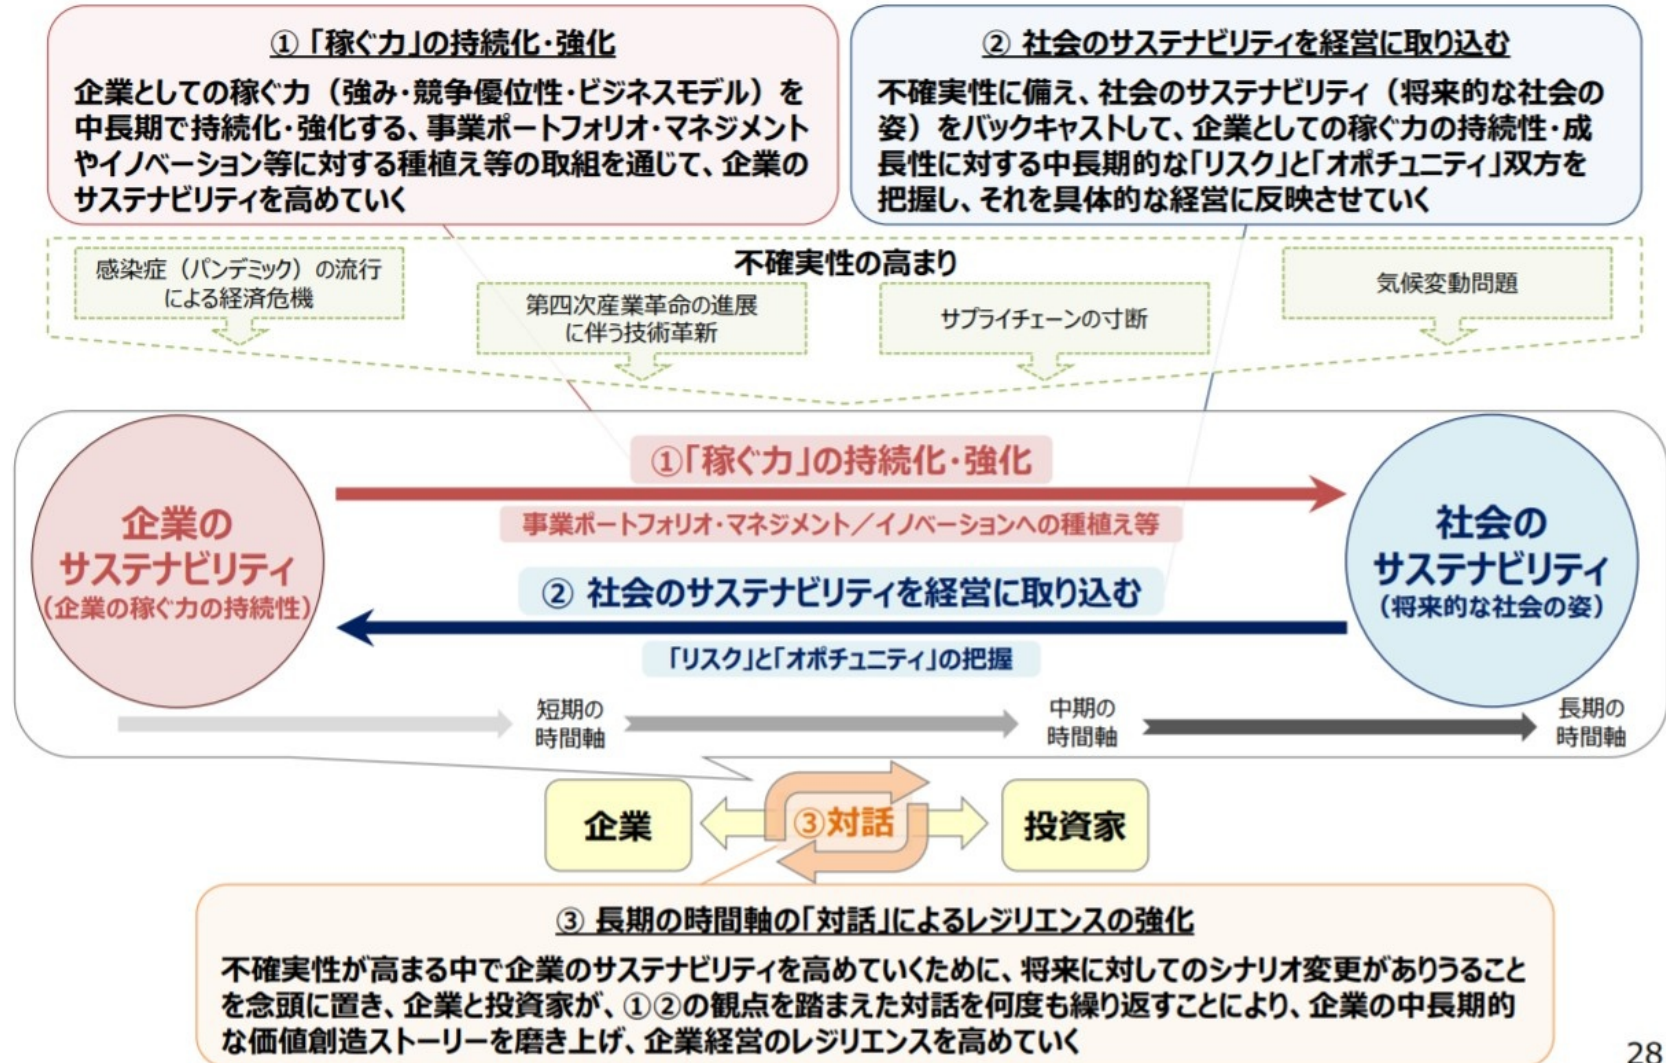 ① 「稼ぐ力」の持続化・強化
企業としての稼ぐ力（強み・競争優位性・ビジネスモデル）を
中長期で持続化・強化する、事業ポートフォリオ・マネジメント
やイノベーション等に対する種植え等の取組を通じて、企業の
サステナビリティを高めていく
② 社会のサステナビリティを経営に取り込む
不確実性に備え、社会のサステナビリティ（将来的な社会の
姿）をバックキャストして、企業としての稼ぐ力の持続性・成
長性に対する中長期的な「リスク」と「オポチュニティ」双方を
把握し、それを具体的な経営に反映させていく
不確実性の高まり
感染症（パンデミック）の流行
による経済危機
第四次産業革命の進展
に伴う技術革新
サプライチェーンの寸断
気候変動問題
企業の
サステナビリティ
（企業の稼ぐ力の持続性）
①「稼ぐ力」の持続化・強化
事業ポートフォリオ・マネジメント／イノベーションへの種植え等
② 社会のサステナビリティを経営に取り込む
「リスク」と「オポチュニティ」の把握
社会の
サステナビリティ
（将来的な社会の姿）
短期の
時間軸
中期の
時間軸
長期の
時間軸
企業
③対話
投資家
③ 長期の時間軸の「対話」によるレジリエンスの強化
不確実性が高まる中で企業のサステナビリティを高めていくために、将来に対してのシナリオ変更がありうること
を念頭に置き、企業と投資家が、①②の観点を踏まえた対話を何度も繰り返すことにより、企業の中長期的
な価値創造ストーリーを磨き上げ、企業経営のレジリエンスを高めていく
28